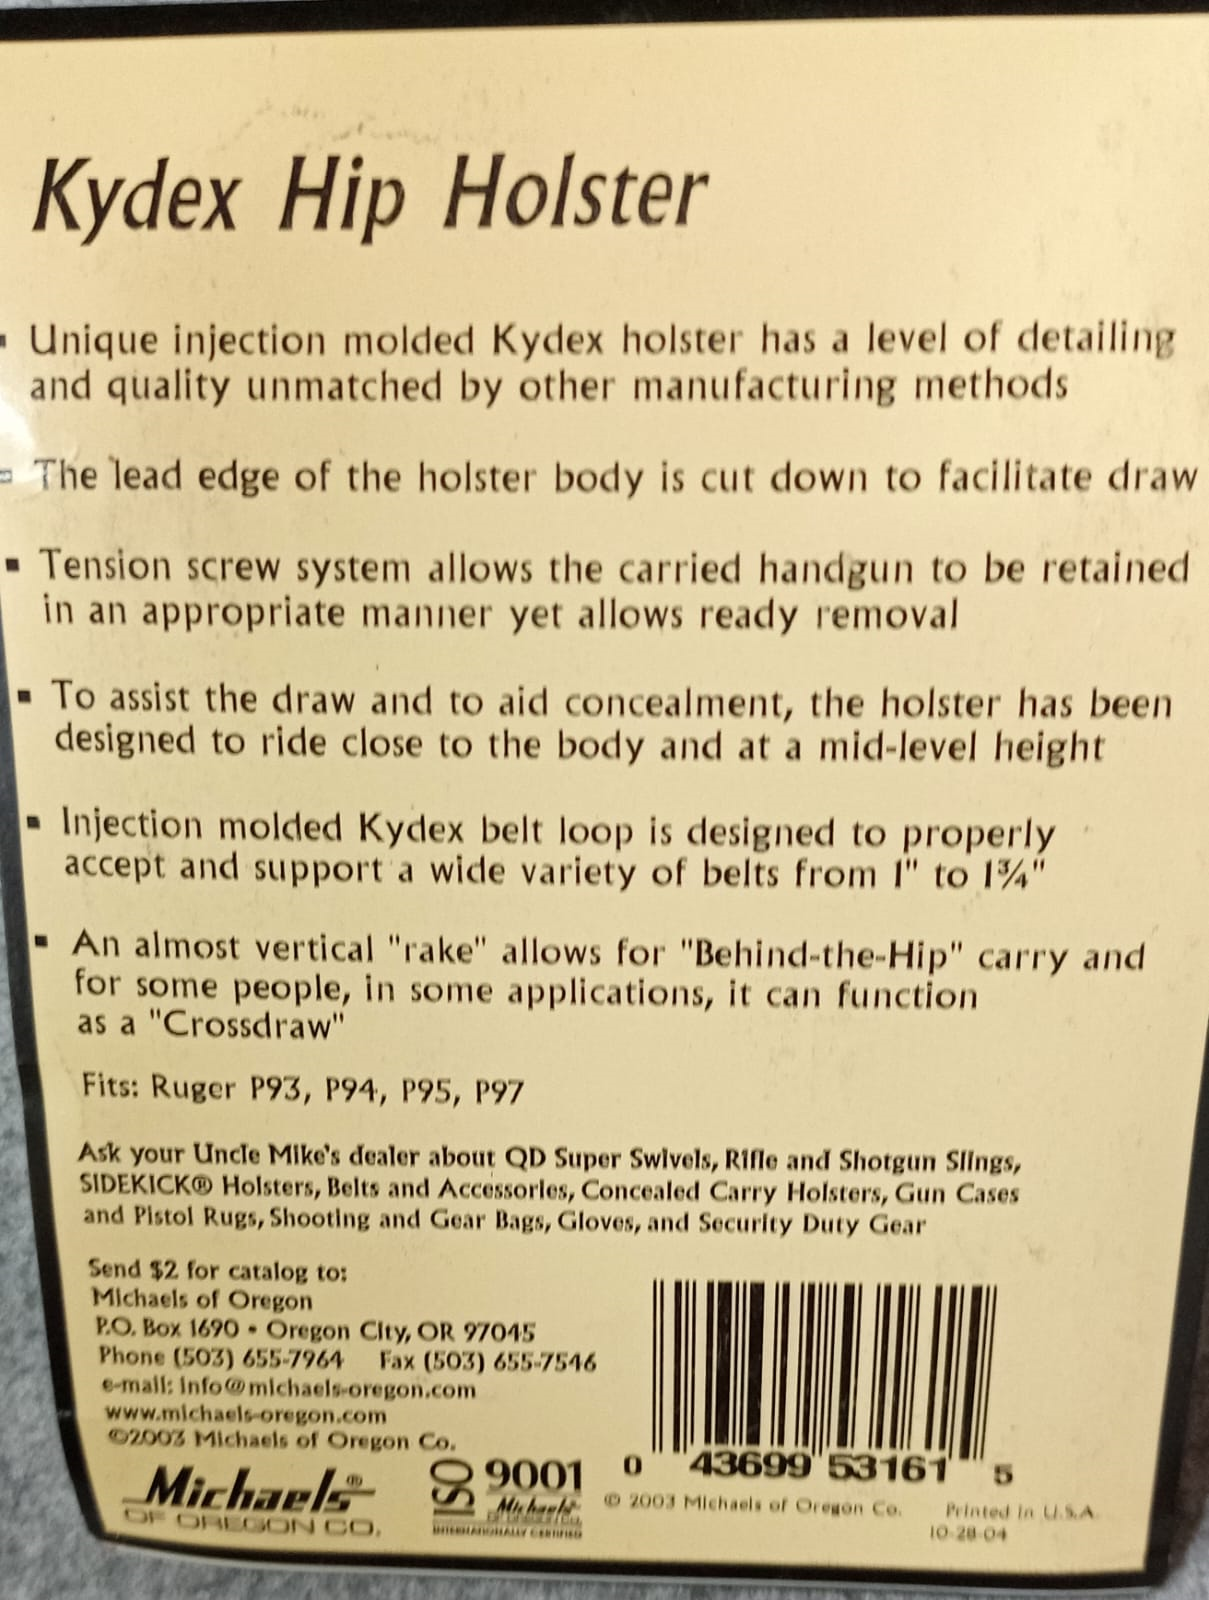 Kydex Hip Holster
▪ Unique injection molded Kydex holster has a level of detailing
and quality unmatched by other manufacturing methods
▪ The lead edge of the holster body is cut down to facilitate draw
▪ Tension screw system allows the carried handgun to be retained
in an appropriate manner yet allows ready removal
▪ To assist the draw and to aid concealment, the holster has been
designed to ride close to the body and at a mid-level height
▪ Injection molded Kydex belt loop is designed to properly
accept and support a wide variety of belts from 1" to 1¾"
▪ An almost vertical "rake" allows for "Behind-the-Hip" carry and
for some people, in some applications, it can function
as a "Crossdraw"
Fits: Ruger P93, P94, P95, P97
Ask your Uncle Mike's dealer about QD Super Swivels, Rifle and Shotgun Slings,
SIDEKICK® Holsters, Belts and Accessories, Concealed Carry Holsters, Gun Cases
and Pistol Rugs, Shooting and Gear Bags, Gloves, and Security Duty Gear
Send $2 for catalog to:
Michaels of Oregon
P.O. Box 1690 • Oregon City, OR 97045
Phone (503) 655-7964 Fax (503) 655-7546
e-mail: info@michaels-oregon.com
www.michaels-oregon.com
©2003 Michaels of Oregon Co.
Michaels®
OF OREGON CO.
ISO 9001
Michaels
OF OREGON CO.
INTERNATIONALLY CERTIFIED
0 43699 53161 5
© 2003 Michaels of Oregon Co. Printed in U.S.A.
10-28-04